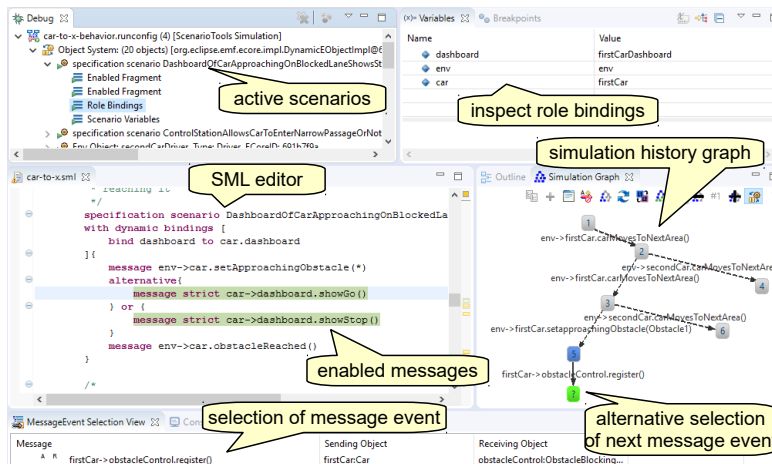 Debug
car-to-x-behavior.runconfig (4) [ScenarioTools Simulation]
Object System: (20 objects) [org.eclipse.emf.ecore.impl.DynamicEObjectImpl@6
specification scenario DashboardOfCarApproachingOnBlockedLaneShowsSt
Enabled Fragment
Enabled Fragment
Role Bindings
Scenario Variables
specification scenario ControlStationAllowsCarToEnterNarrowPassageOrNot
Env Object: secondCarDriver, Type: Driver
active scenarios
(x)= Variables
Breakpoints
Name Value
dashboard firstCarDashboard
env env
car firstCar
inspect role bindings
car-to-x.sml
SML editor
* reaching it
*/
specification scenario DashboardOfCarApproachingOnBlockedLa
with dynamic bindings [
bind dashboard to car.dashboard
]{
message env->car.setApproachingObstacle(*)
alternative{
message strict car->dashboard.showGo()
} or {
message strict car->dashboard.showStop()
}
message env->car.obstacleReached()
}
/*
enabled messages
simulation history graph
Outline
Simulation Graph
#1
1
env->firstCar.carMovesToNextArea()
2
env->secondCar.carMovesToNextArea
env->firstCar.carMovesToNextArea()
4
3
env->secondCar.carMovesToNextArea()
env->firstCar.setapproachingObstacle(Obstacle1)
6
5
firstCar->obstacleControl.register()
7
alternative selection
of next message even
MessageEvent Selection View
selection of message event
Message Sending Object Receiving Object
A R firstCar->obstacleControl.register() firstCar:Car obstacleControl:ObstacleBlocking...